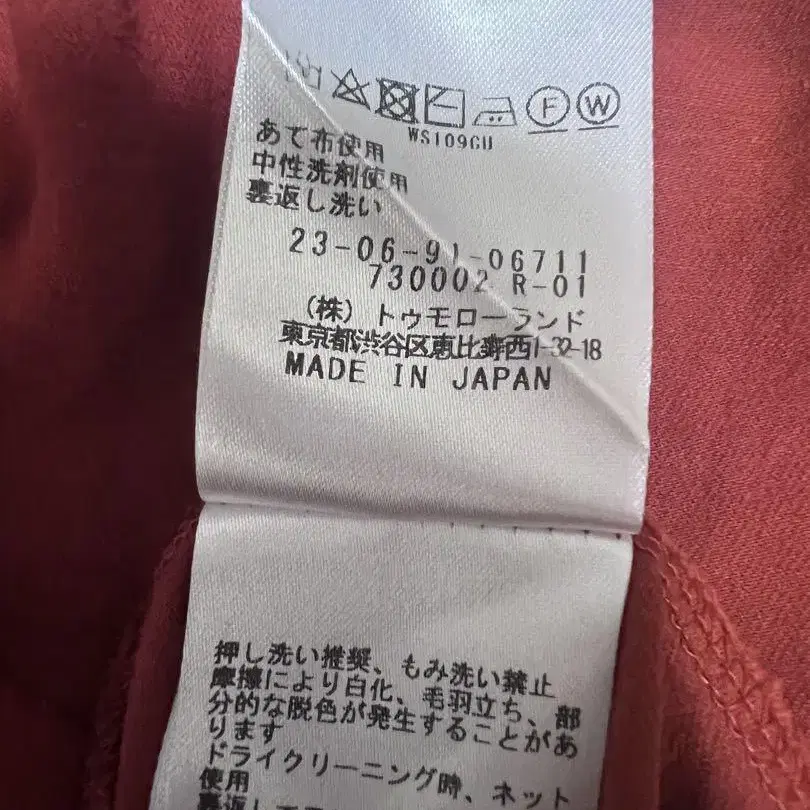 F W
WS109CU
あて布使用
中性洗剤使用
裏返し洗い
23-06-91-06711
730002 R-01
(株) トゥモローランド
東京都渋谷区恵比寿西1-32-18
MADE IN JAPAN
押し洗い推奨、もみ洗い禁止
摩擦により白化、毛羽立ち、部
分的な脱色が発生することがあ
ります
ドライクリーニング時、ネット
使用
裏返し